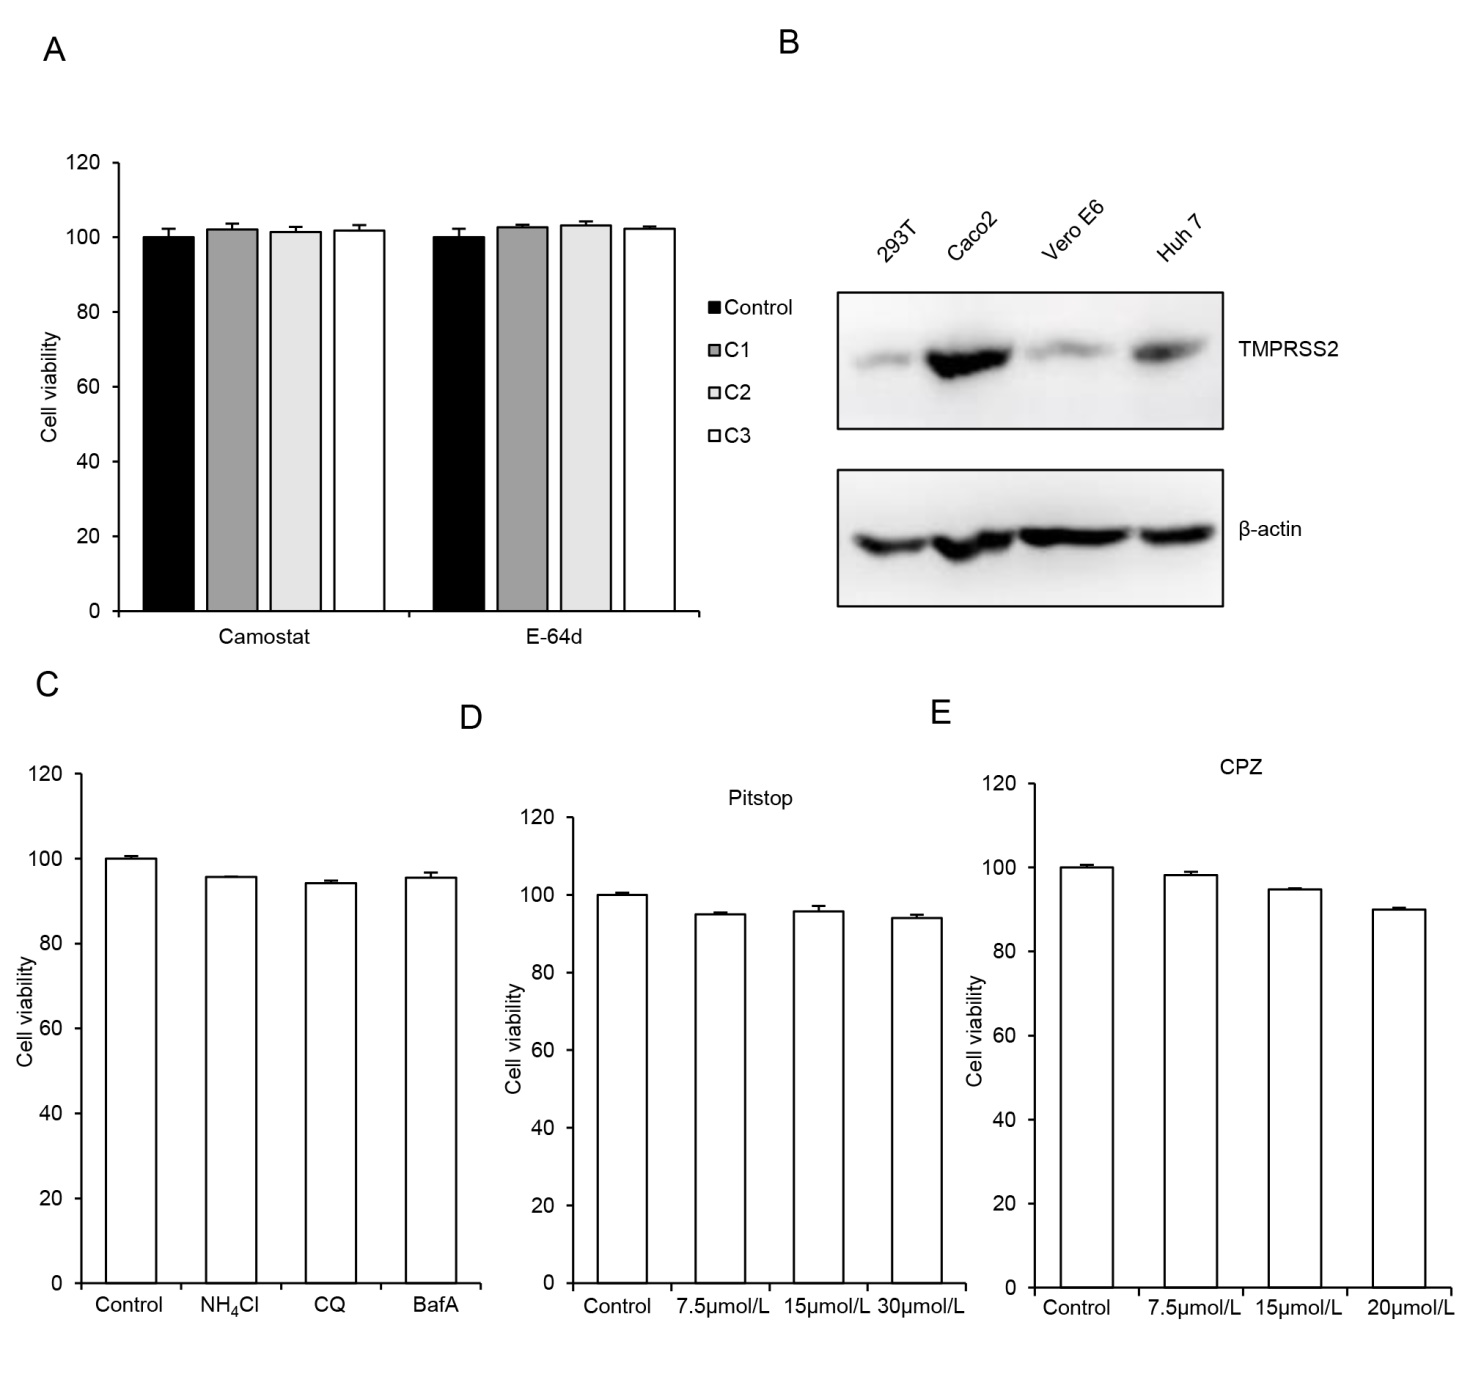 A
B
120
100
80
60
40
20
0
Cell viability
Camostat
E-64d
Control
C1
C2
C3
293T
Caco2
Vero E6
Huh 7
TMPRSS2
β-actin
C
D
E
120
100
80
60
40
20
0
Cell viability
Control
NH₄Cl
CQ
BafA
Pitstop
120
100
80
60
40
20
0
Cell viability
Control
7.5μmol/L
15μmol/L
30μmol/L
CPZ
120
100
80
60
40
20
0
Cell viability
Control
7.5μmol/L
15μmol/L
20μmol/L